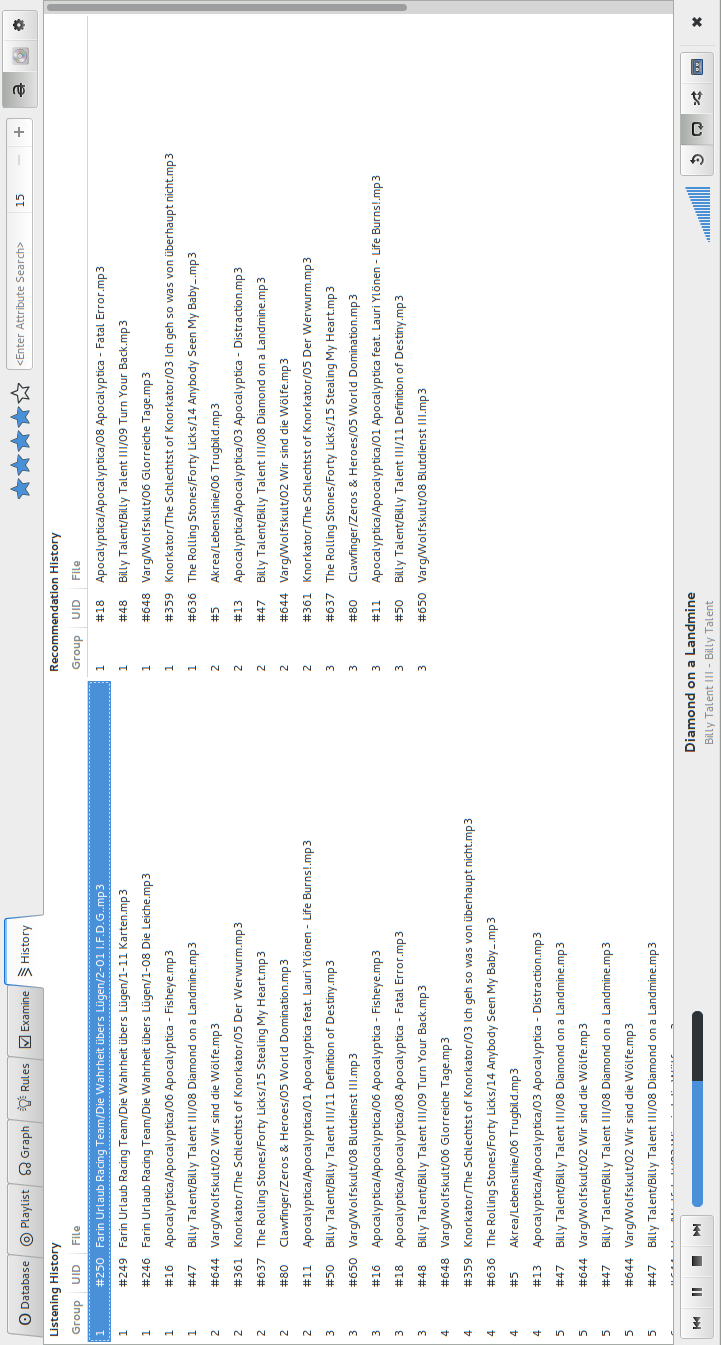 Database
Playlist
Graph
Rules
Examine
History
<Enter Attribute Search>
15
a
Listening History
Group UID File
1 #250 Farin Urlaub Racing Team/Die Wahrheit übers Lügen/2-01 I.F.D.G..mp3
1 #249 Farin Urlaub Racing Team/Die Wahrheit übers Lügen/1-11 Karten.mp3
1 #246 Farin Urlaub Racing Team/Die Wahrheit übers Lügen/1-08 Die Leiche.mp3
1 #16 Apocalyptica/Apocalyptica/06 Apocalyptica - Fisheye.mp3
1 #47 Billy Talent/Billy Talent III/08 Diamond on a Landmine.mp3
2 #644 Varg/Wolfskult/02 Wir sind die Wölfe.mp3
2 #361 Knorkator/The Schlechtst of Knorkator/05 Der Werwurm.mp3
2 #637 The Rolling Stones/Forty Licks/15 Stealing My Heart.mp3
2 #80 Clawfinger/Zeros & Heroes/05 World Domination.mp3
2 #11 Apocalyptica/Apocalyptica/01 Apocalyptica feat. Lauri Ylönen - Life Burns!.mp3
3 #50 Billy Talent/Billy Talent III/11 Definition of Destiny.mp3
3 #650 Varg/Wolfskult/08 Blutdienst III.mp3
3 #16 Apocalyptica/Apocalyptica/06 Apocalyptica - Fisheye.mp3
3 #18 Apocalyptica/Apocalyptica/08 Apocalyptica - Fatal Error.mp3
3 #48 Billy Talent/Billy Talent III/09 Turn Your Back.mp3
4 #648 Varg/Wolfskult/06 Glorreiche Tage.mp3
4 #359 Knorkator/The Schlechtst of Knorkator/03 Ich geh so was von überhaupt nicht.mp3
4 #636 The Rolling Stones/Forty Licks/14 Anybody Seen My Baby_.mp3
4 #5 Akrea/Lebenslinie/06 Trugbild.mp3
4 #13 Apocalyptica/Apocalyptica/03 Apocalyptica - Distraction.mp3
5 #47 Billy Talent/Billy Talent III/08 Diamond on a Landmine.mp3
5 #644 Varg/Wolfskult/02 Wir sind die Wölfe.mp3
5 #47 Billy Talent/Billy Talent III/08 Diamond on a Landmine.mp3
5 #644 Varg/Wolfskult/02 Wir sind die Wölfe.mp3
5 #47 Billy Talent/Billy Talent III/08 Diamond on a Landmine.mp3
Recommendation History
Group UID File
1 #18 Apocalyptica/Apocalyptica/08 Apocalyptica - Fatal Error.mp3
1 #48 Billy Talent/Billy Talent III/09 Turn Your Back.mp3
1 #648 Varg/Wolfskult/06 Glorreiche Tage.mp3
1 #359 Knorkator/The Schlechtst of Knorkator/03 Ich geh so was von überhaupt nicht.mp3
1 #636 The Rolling Stones/Forty Licks/14 Anybody Seen My Baby_.mp3
2 #5 Akrea/Lebenslinie/06 Trugbild.mp3
2 #13 Apocalyptica/Apocalyptica/03 Apocalyptica - Distraction.mp3
2 #47 Billy Talent/Billy Talent III/08 Diamond on a Landmine.mp3
2 #644 Varg/Wolfskult/02 Wir sind die Wölfe.mp3
2 #361 Knorkator/The Schlechtst of Knorkator/05 Der Werwurm.mp3
3 #637 The Rolling Stones/Forty Licks/15 Stealing My Heart.mp3
3 #80 Clawfinger/Zeros & Heroes/05 World Domination.mp3
3 #11 Apocalyptica/Apocalyptica/01 Apocalyptica feat. Lauri Ylönen - Life Burns!.mp3
3 #50 Billy Talent/Billy Talent III/11 Definition of Destiny.mp3
3 #650 Varg/Wolfskult/08 Blutdienst III.mp3
Diamond on a Landmine
Billy Talent III - Billy Talent